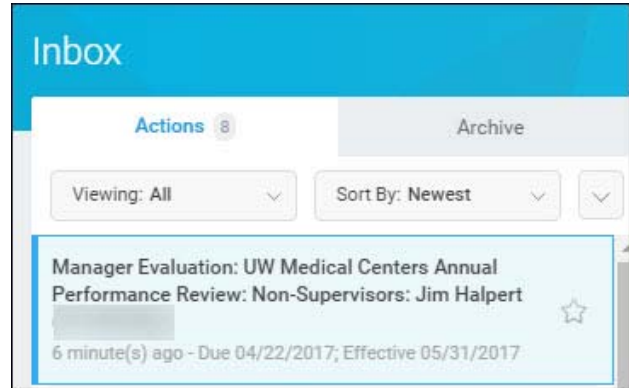 Inbox
Actions 8
Archive
Viewing: All
Sort By: Newest
Manager Evaluation: UW Medical Centers Annual
Performance Review: Non-Supervisors: Jim Halpert
6 minute(s) ago - Due 04/22/2017; Effective 05/31/2017